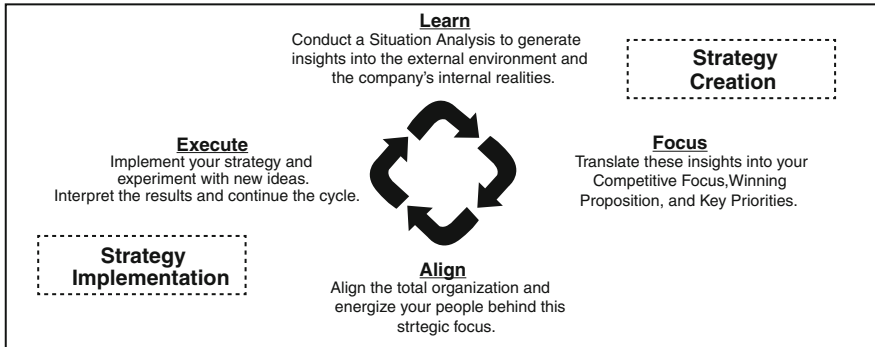 Learn
Conduct a Situation Analysis to generate
insights into the external environment and
the company's internal realities.
Strategy
Creation
Execute
Implement your strategy and
experiment with new ideas.
Interpret the results and continue the cycle.
Focus
Translate these insights into your
Competitive Focus,Winning
Proposition, and Key Priorities.
Strategy
Implementation
Align
Align the total organization and
energize your people behind this
strtegic focus.